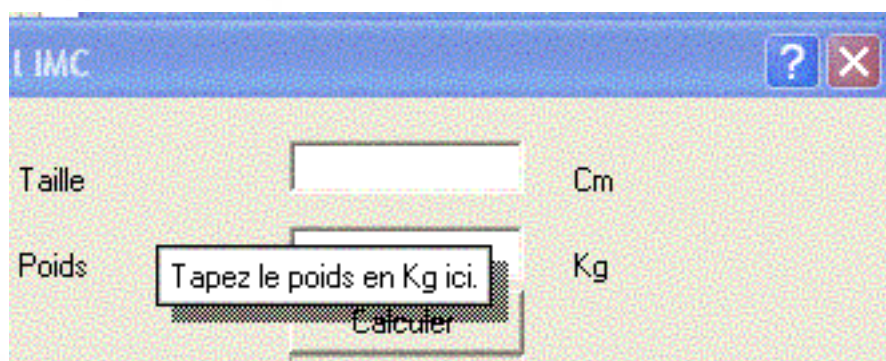 l IMC
?
Taille Cm
Poids Kg
Tapez le poids en Kg ici.
Calculer